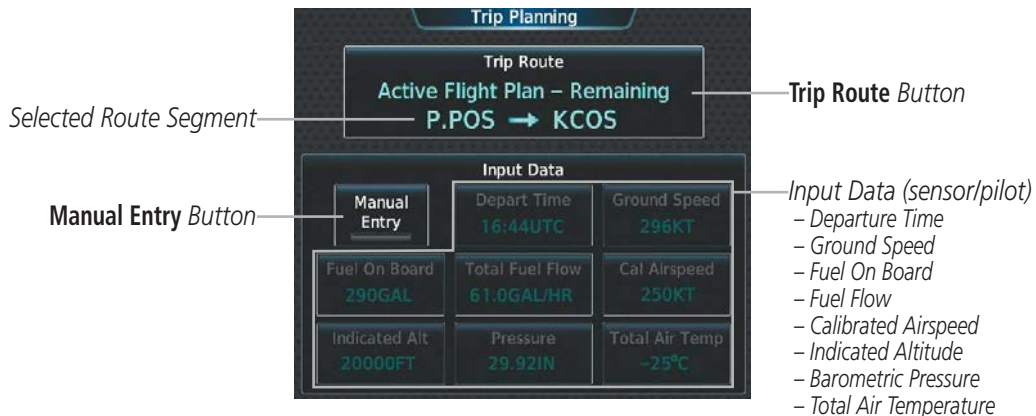 Trip Planning
Trip Route
Active Flight Plan – Remaining
P.POS → KCOS
Selected Route Segment
Trip Route Button
Input Data
Manual Entry Button
Manual
Entry
Depart Time
16:44UTC
Ground Speed
296KT
Fuel On Board
290GAL
Total Fuel Flow
61.0GAL/HR
Cal Airspeed
250KT
Indicated Alt
20000FT
Pressure
29.92IN
Total Air Temp
-25°C
Input Data (sensor/pilot)
– Departure Time
– Ground Speed
– Fuel On Board
– Fuel Flow
– Calibrated Airspeed
– Indicated Altitude
– Barometric Pressure
– Total Air Temperature